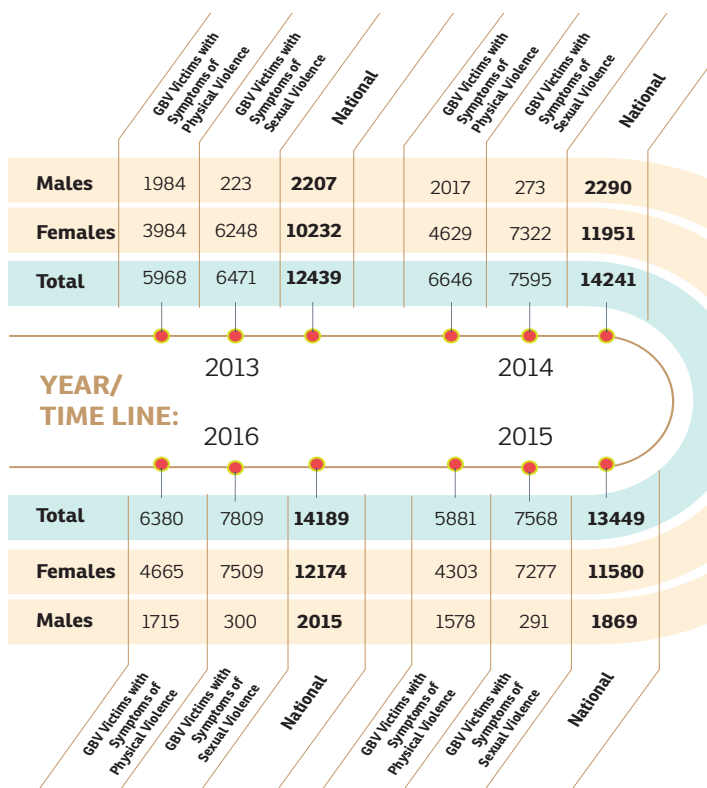 GBV Victims with
Symptoms of
Physical Violence
GBV Victims with
Symptoms of
Sexual Violence
National
GBV Victims with
Symptoms of
Physical Violence
GBV Victims with
Symptoms of
Sexual Violence
National
Males 1984 223 2207 2017 273 2290
Females 3984 6248 10232 4629 7322 11951
Total 5968 6471 12439 6646 7595 14241
2013 2014
YEAR/
TIME LINE:
2016 2015
Total 6380 7809 14189 5881 7568 13449
Females 4665 7509 12174 4303 7277 11580
Males 1715 300 2015 1578 291 1869
GBV Victims with
Symptoms of
Physical Violence
GBV Victims with
Symptoms of
Sexual Violence
National
GBV Victims with
Symptoms of
Physical Violence
GBV Victims with
Symptoms of
Sexual Violence
National